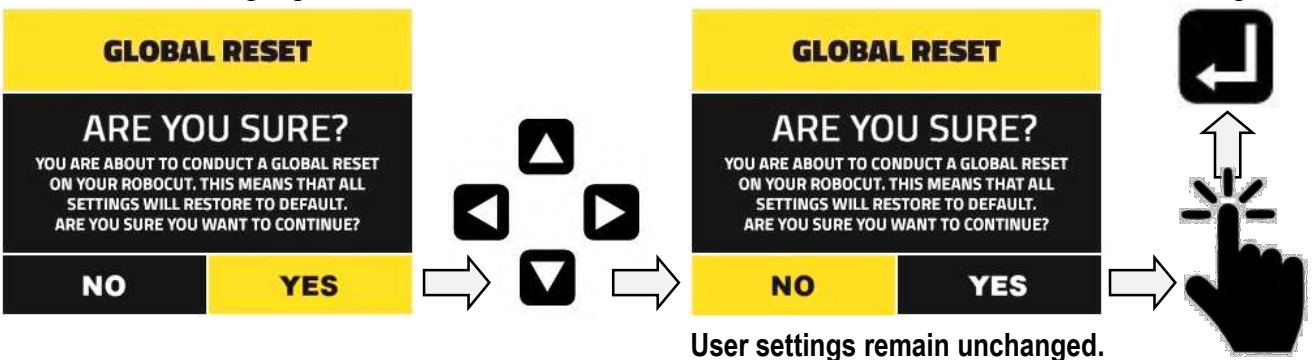 GLOBAL RESET
ARE YOU SURE?
YOU ARE ABOUT TO CONDUCT A GLOBAL RESET
ON YOUR ROBOCUT. THIS MEANS THAT ALL
SETTINGS WILL RESTORE TO DEFAULT.
ARE YOU SURE YOU WANT TO CONTINUE?
NO YES
GLOBAL RESET
ARE YOU SURE?
YOU ARE ABOUT TO CONDUCT A GLOBAL RESET
ON YOUR ROBOCUT. THIS MEANS THAT ALL
SETTINGS WILL RESTORE TO DEFAULT.
ARE YOU SURE YOU WANT TO CONTINUE?
NO YES
User settings remain unchanged.